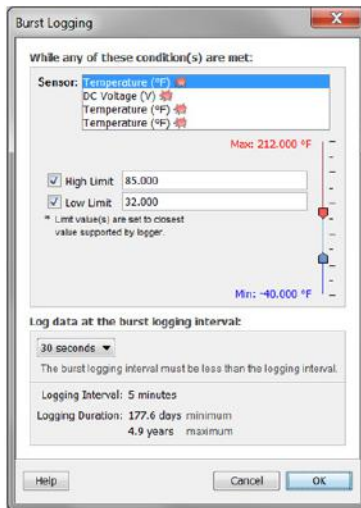 Burst Logging
While any of these condition(s) are met:
Sensor: Temperature (°F)
DC Voltage (V)
Temperature (°F)
Temperature (°F)
Max: 212.000 °F
High Limit 85.000
Low Limit 32.000
* Limit value(s) are set to closest
value supported by logger.
Min: -40.000 °F
Log data at the burst logging interval:
30 seconds
The burst logging interval must be less than the logging interval.
Logging Interval: 5 minutes
Logging Duration: 177.6 days minimum
4.9 years maximum
Help Cancel OK